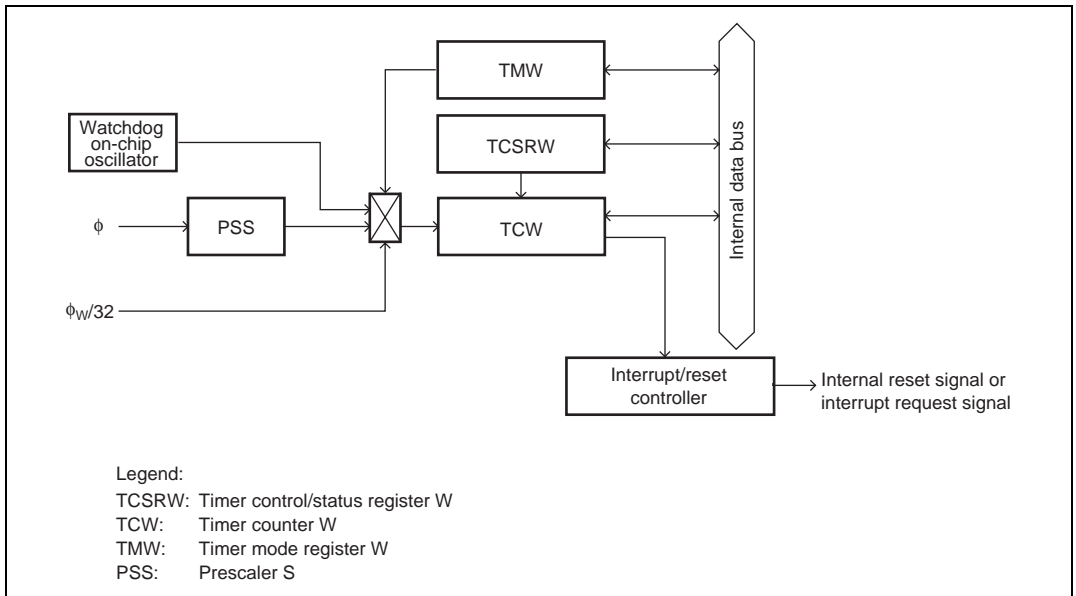 TMW
Watchdog
on-chip
oscillator
TCSRW
φ
PSS
TCW
Internal data bus
φW/32
Interrupt/reset
controller
Internal reset signal or
interrupt request signal
Legend:
TCSRW: Timer control/status register W
TCW: Timer counter W
TMW: Timer mode register W
PSS: Prescaler S